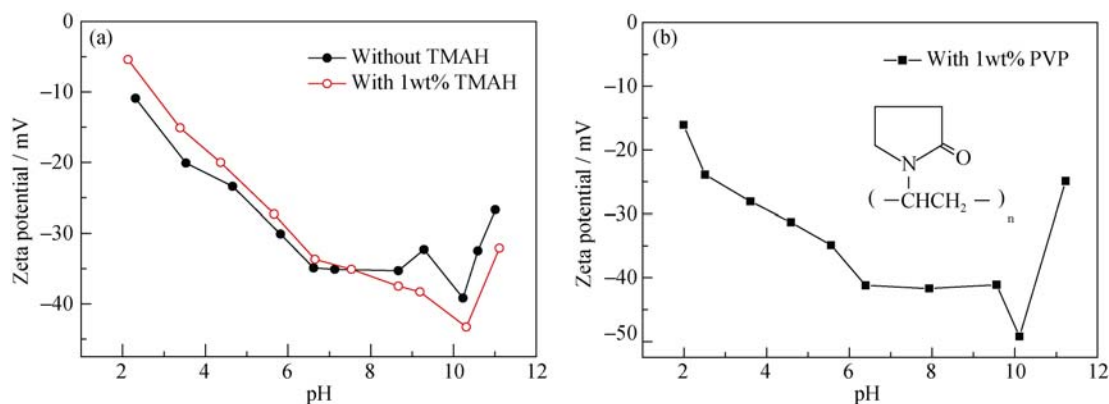 (a)
Without TMAH
With 1wt% TMAH
Zeta potential / mV
0
−10
−20
−30
−40
2
4
6
8
10
12
pH
(b)
With 1wt% PVP
N
O
( — CHCH₂ — )
n
Zeta potential / mV
0
−10
−20
−30
−40
−50
2
4
6
8
10
12
pH